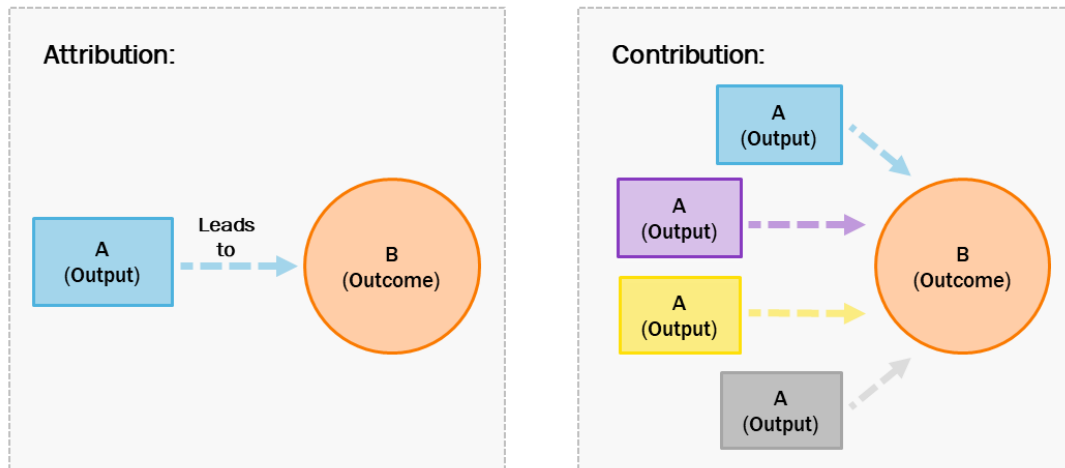 Attribution:
A
(Output)
Leads
to
B
(Outcome)
Contribution:
A
(Output)
A
(Output)
A
(Output)
A
(Output)
B
(Outcome)